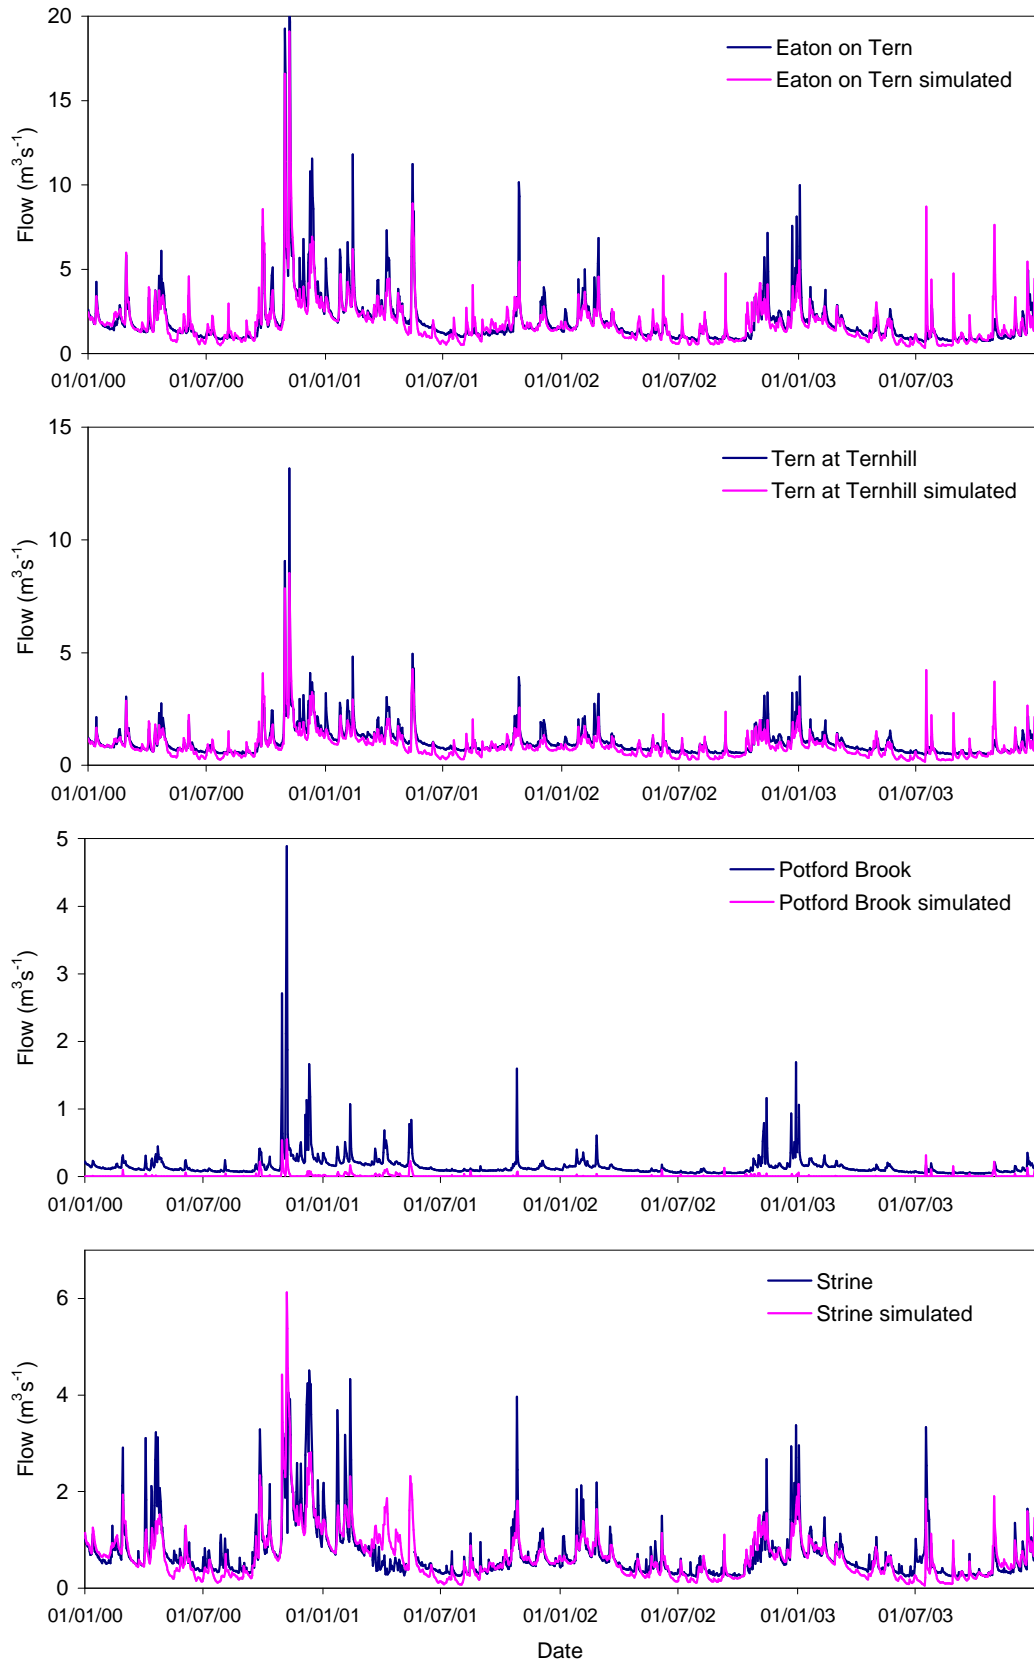 20
15
10
5
0
Flow (m³s⁻¹)
Eaton on Tern
Eaton on Tern simulated
01/01/00 01/07/00 01/01/01 01/07/01 01/01/02 01/07/02 01/01/03 01/07/03
15
10
5
0
Flow (m³s⁻¹)
Tern at Ternhill
Tern at Ternhill simulated
01/01/00 01/07/00 01/01/01 01/07/01 01/01/02 01/07/02 01/01/03 01/07/03
5
4
3
2
1
0
Flow (m³s⁻¹)
Potford Brook
Potford Brook simulated
01/01/00 01/07/00 01/01/01 01/07/01 01/01/02 01/07/02 01/01/03 01/07/03
6
4
2
0
Flow (m³s⁻¹)
Strine
Strine simulated
01/01/00 01/07/00 01/01/01 01/07/01 01/01/02 01/07/02 01/01/03 01/07/03
Date